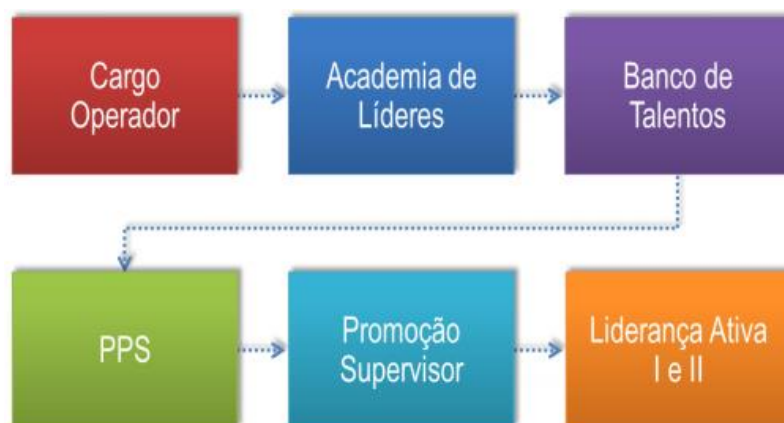 Cargo
Operador
Academia de
Líderes
Banco de
Talentos
PPS
Promoção
Supervisor
Liderança Ativa
I e II